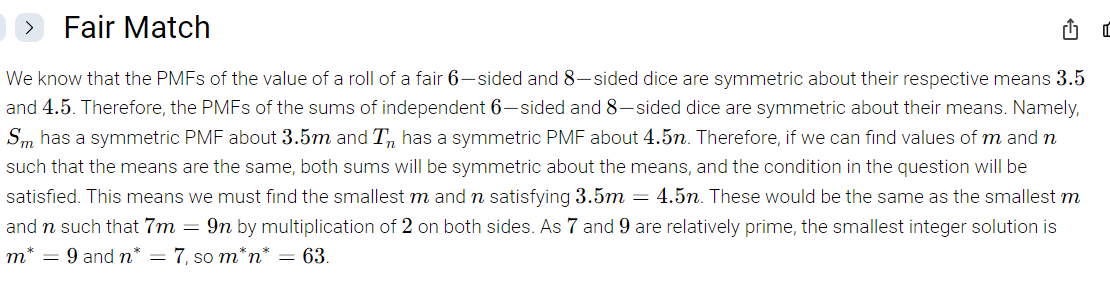 Fair Match
We know that the PMFs of the value of a roll of a fair 6−sided and 8−sided dice are symmetric about their respective means 3.5
and 4.5. Therefore, the PMFs of the sums of independent 6−sided and 8−sided dice are symmetric about their means. Namely,
Sₘ has a symmetric PMF about 3.5m and Tₙ has a symmetric PMF about 4.5n. Therefore, if we can find values of m and n
such that the means are the same, both sums will be symmetric about the means, and the condition in the question will be
satisfied. This means we must find the smallest m and n satisfying 3.5m = 4.5n. These would be the same as the smallest m
and n such that 7m = 9n by multiplication of 2 on both sides. As 7 and 9 are relatively prime, the smallest integer solution is
m* = 9 and n* = 7, so m*n* = 63.